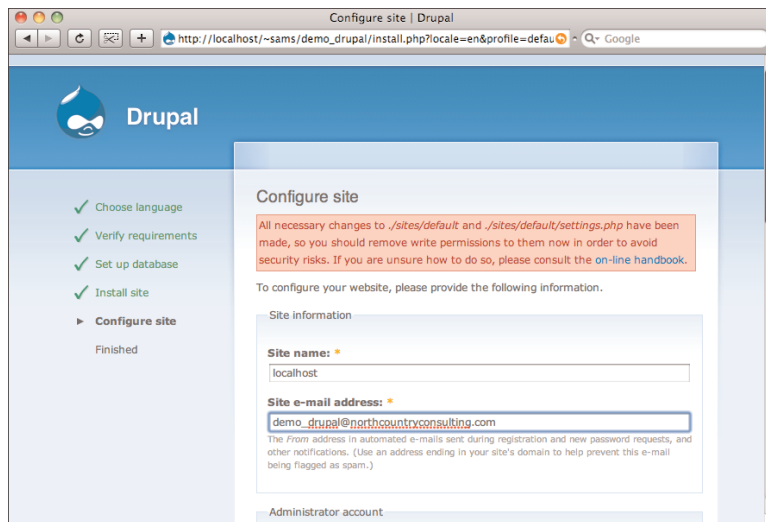 Configure site | Drupal
http://localhost/~sams/demo_drupal/install.php?locale=en&profile=defau
Google
Drupal
Choose language
Verify requirements
Set up database
Install site
Configure site
Finished
Configure site
All necessary changes to ./sites/default and ./sites/default/settings.php have been
made, so you should remove write permissions to them now in order to avoid
security risks. If you are unsure how to do so, please consult the on-line handbook.
To configure your website, please provide the following information.
Site information
Site name: *
localhost
Site e-mail address: *
demo_drupal@northcountryconsulting.com
The From address in automated e-mails sent during registration and new password requests, and
other notifications. (Use an address ending in your site's domain to help prevent this e-mail
being flagged as spam.)
Administrator account